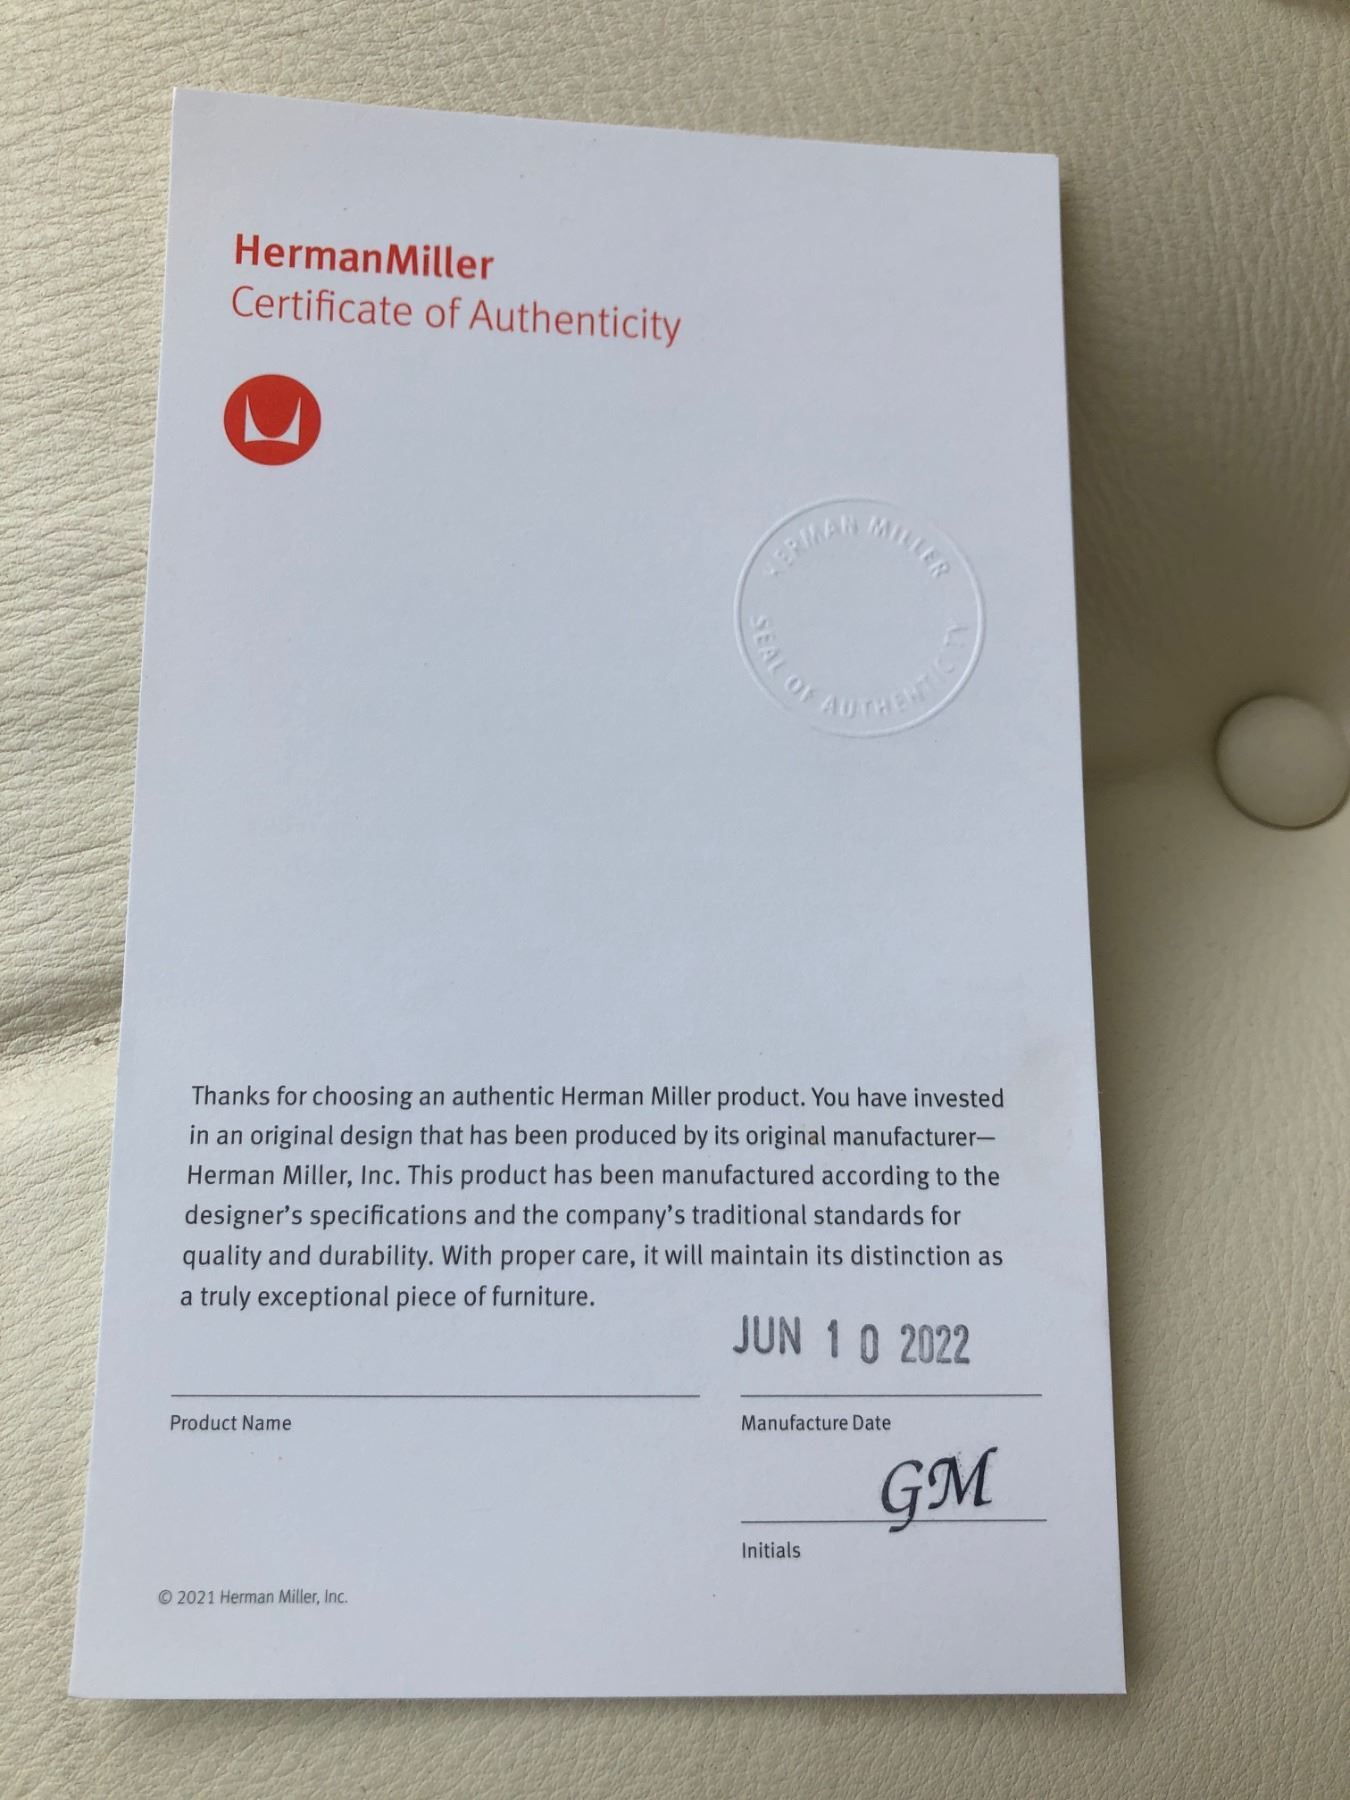 HermanMiller
Certificate of Authenticity
HERMAN MILLER
SEAL OF AUTHENTICITY
Thanks for choosing an authentic Herman Miller product. You have invested
in an original design that has been produced by its original manufacturer—
Herman Miller, Inc. This product has been manufactured according to the
designer's specifications and the company's traditional standards for
quality and durability. With proper care, it will maintain its distinction as
a truly exceptional piece of furniture.
JUN 10 2022
Product Name
Manufacture Date
GM
Initials
© 2021 Herman Miller, Inc.